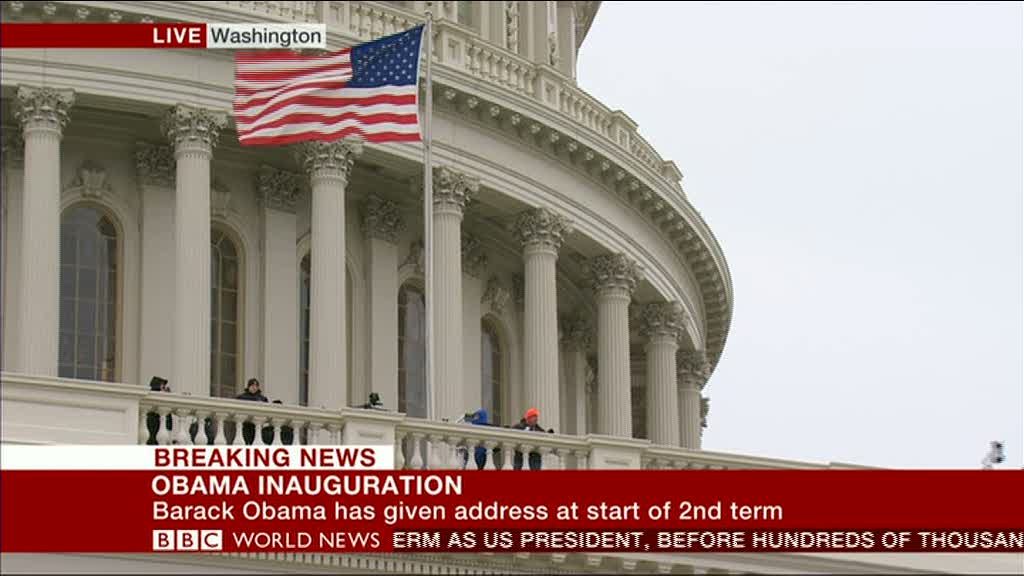 LIVE Washington
BREAKING NEWS
OBAMA INAUGURATION
Barack Obama has given address at start of 2nd term
BBC WORLD NEWS ERM AS US PRESIDENT, BEFORE HUNDREDS OF THOUSAN